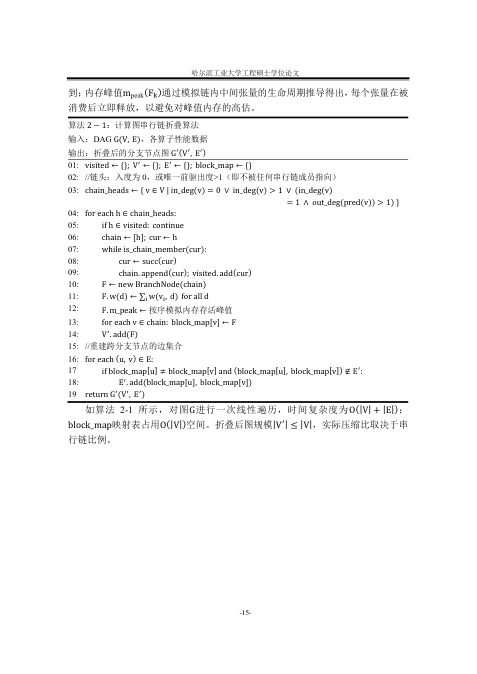 哈尔滨工业大学工程硕士学位论文
到；内存峰值m_peak(F_k)通过模拟链内中间张量的生命周期推导得出，每个张量在被
消费后立即释放，以避免对峰值内存的高估。
算法 2 − 1：计算图串行链折叠算法
输入：DAG G(V, E)，各算子性能数据
输出：折叠后的分支节点图 G′(V′, E′)
01: visited ← {}; V′ ← {}; E′ ← {}; block_map ← {}
02: //链头：入度为 0，或唯一前驱出度>1（即不被任何串行链成员指向）
03: chain_heads ← { v ∈ V | in_deg(v) = 0 ∨ in_deg(v) > 1 ∨ (in_deg(v)
= 1 ∧ out_deg(pred(v)) > 1) }
04: for each h ∈ chain_heads:
05: if h ∈ visited: continue
06: chain ← [h]; cur ← h
07: while is_chain_member(cur):
08: cur ← succ(cur)
09: chain. append(cur); visited. add(cur)
10: F ← new BranchNode(chain)
11: F. w(d) ← ∑_i w(v_i, d) for all d
12: F. m_peak ← 按序模拟内存存活峰值
13: for each v ∈ chain: block_map[v] ← F
14: V′. add(F)
15: //重建跨分支节点的边集合
16: for each (u, v) ∈ E:
17 if block_map[u] ≠ block_map[v] and (block_map[u], block_map[v]) ∉ E′:
18: E′. add(block_map[u], block_map[v])
19 return G′(V′, E′)
如算法 2-1 所示，对图G进行一次线性遍历，时间复杂度为O(|V| + |E|)；
block_map映射表占用O(|V|)空间。折叠后图规模|V′| ≤ |V|，实际压缩比取决于串
行链比例。
-15-